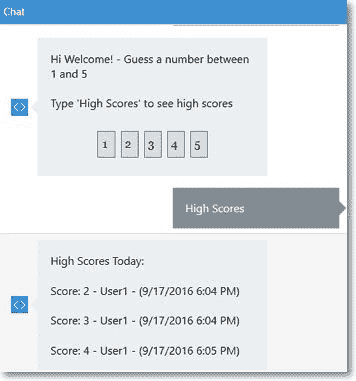 Chat
Hi Welcome! - Guess a number between
1 and 5
Type 'High Scores' to see high scores
1 2 3 4 5
High Scores
<>
High Scores Today:
Score: 2 - User1 - (9/17/2016 6:04 PM)
<>
Score: 3 - User1 - (9/17/2016 6:04 PM)
Score: 4 - User1 - (9/17/2016 6:05 PM)